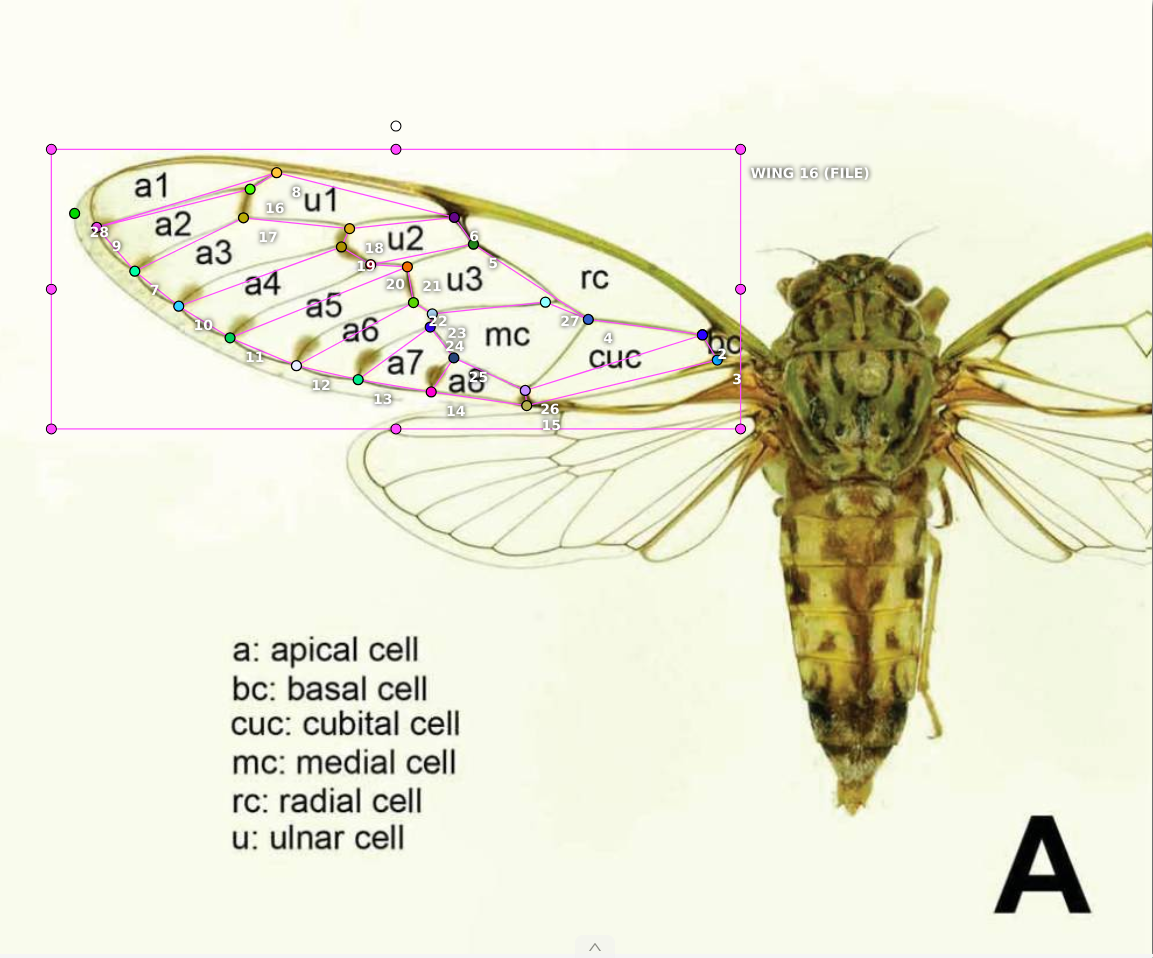 WING 16 (FILE)
a1
u1
8
16
a2
17
28
9
a3
u2
6
18
19
5
rc
a4
7
u3
20
21
10
a5
22
27
a6
23
mc
4
24
bc
2
11
cuc
a7
25
3
12
a8
13
14
26
15
a: apical cell
bc: basal cell
cuc: cubital cell
mc: medial cell
rc: radial cell
u: ulnar cell
A